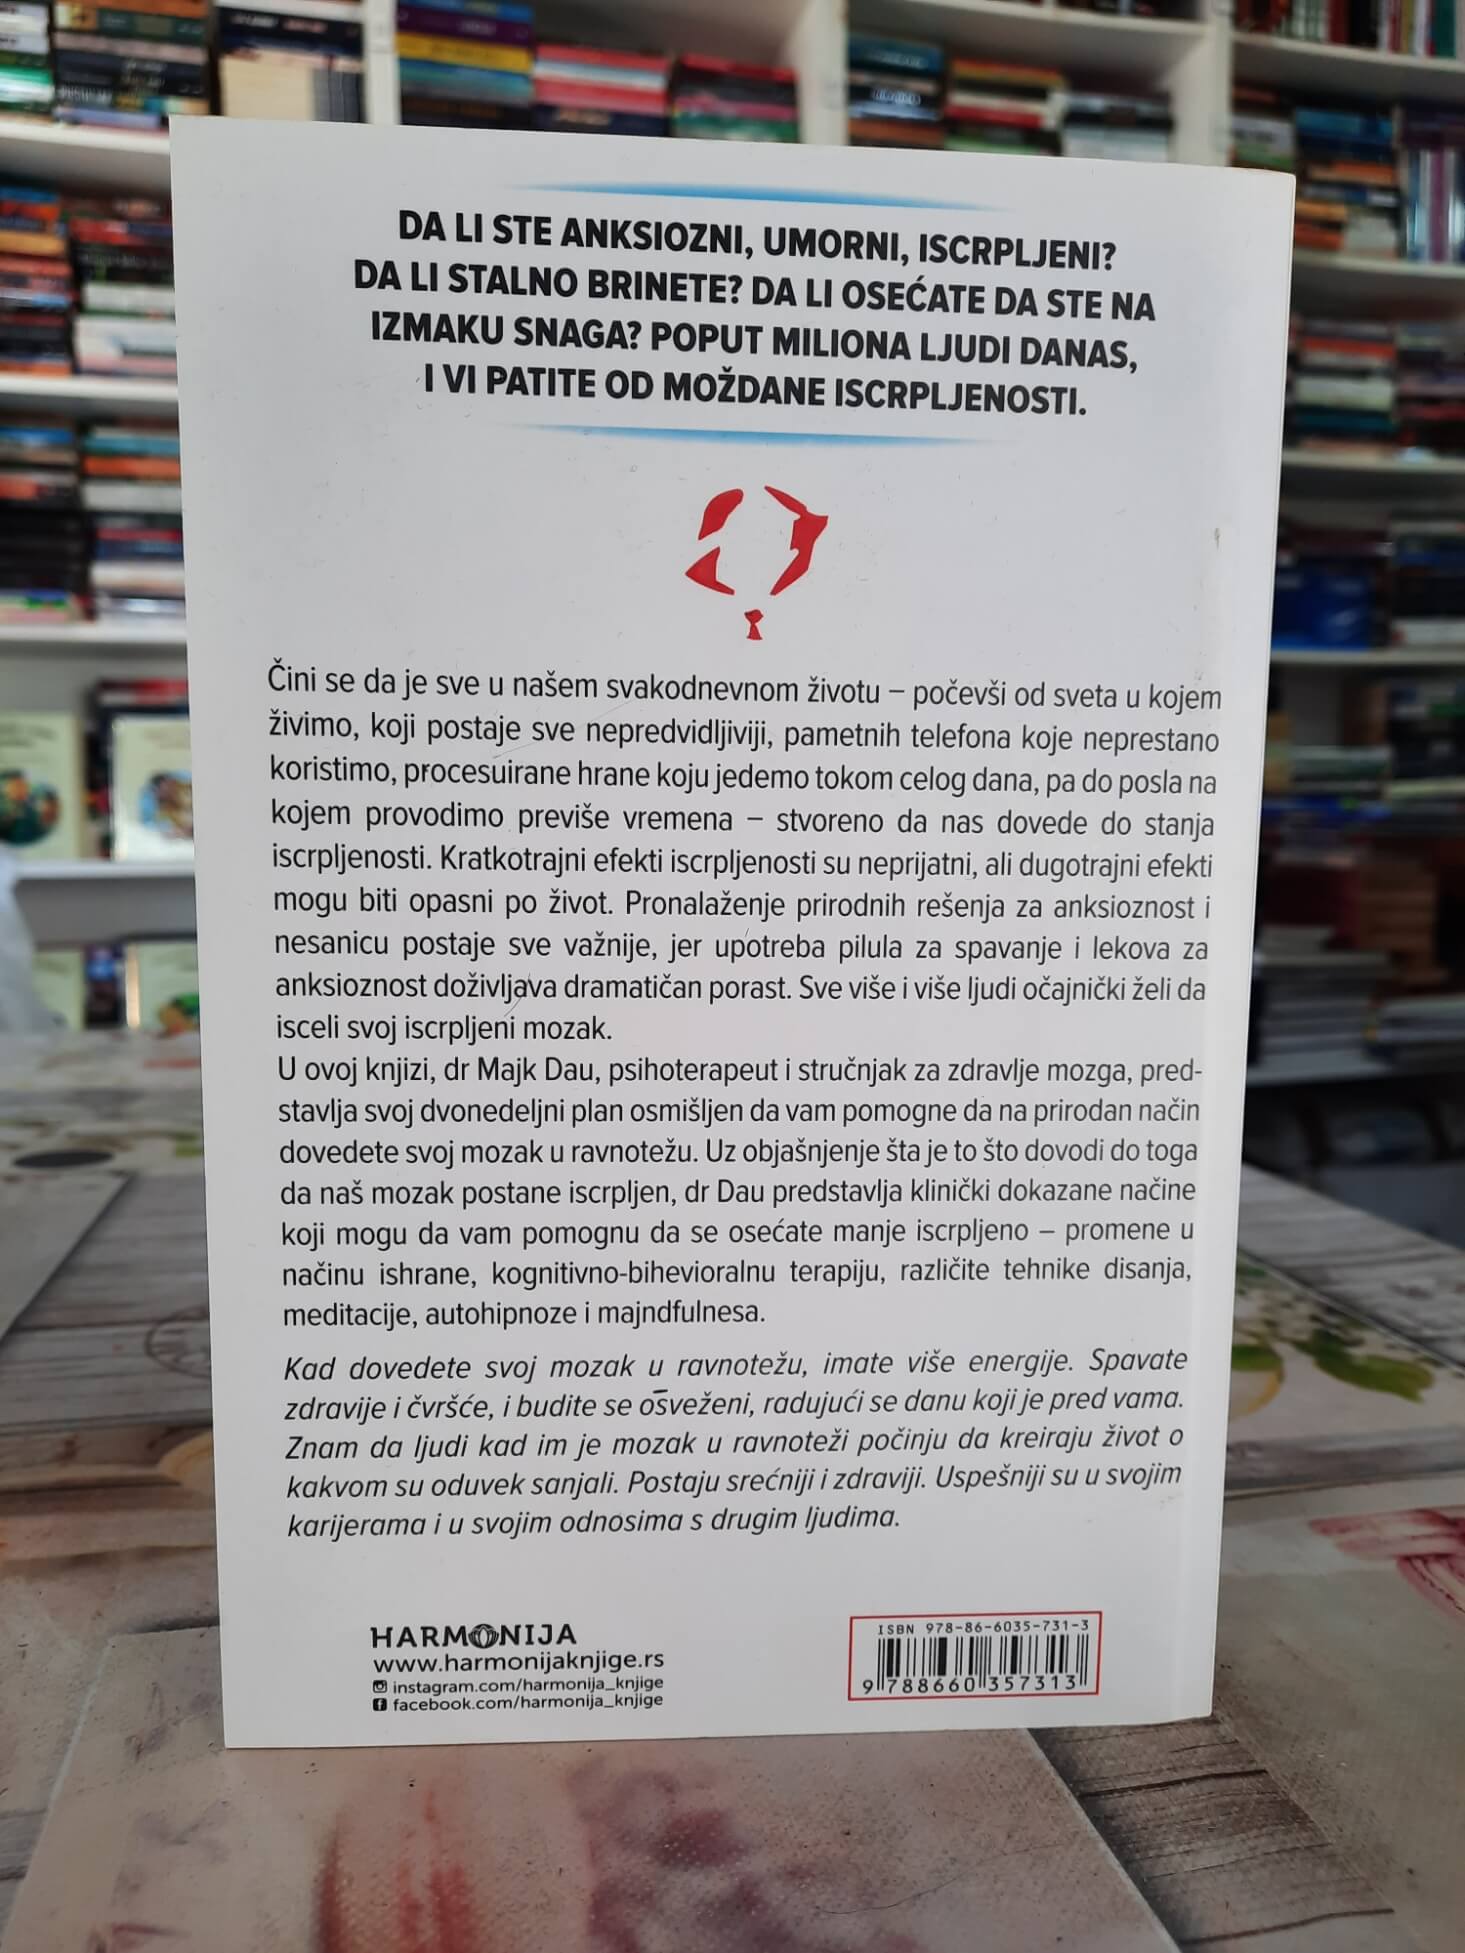 DA LI STE ANKSIOZNI, UMORNI, ISCRPLJENI?
DA LI STALNO BRINETE? DA LI OSEĆATE DA STE NA
IZMAKU SNAGA? POPUT MILIONA LJUDI DANAS,
I VI PATITE OD MOŽDANE ISCRPLJENOSTI.
Čini se da je sve u našem svakodnevnom životu – počevši od sveta u kojem
živimo, koji postaje sve nepredvidljiviji, pametnih telefona koje neprestano
koristimo, procesuirane hrane koju jedemo tokom celog dana, pa do posla na
kojem provodimo previše vremena – stvoreno da nas dovede do stanja
iscrpljenosti. Kratkotrajni efekti iscrpljenosti su neprijatni, ali dugotrajni efekti
mogu biti opasni po život. Pronalaženje prirodnih rešenja za anksioznost i
nesanicu postaje sve važnije, jer upotreba pilula za spavanje i lekova za
anksioznost doživljava dramatičan porast. Sve više i više ljudi očajnički želi da
isceli svoj iscrpljeni mozak.
U ovoj knjizi, dr Majk Dau, psihoterapeut i stručnjak za zdravlje mozga, pred-
stavlja svoj dvonedeljni plan osmišljen da vam pomogne da na prirodan način
dovedete svoj mozak u ravnotežu. Uz objašnjenje šta je to što dovodi do toga
da naš mozak postane iscrpljen, dr Dau predstavlja klinički dokazane načine
koji mogu da vam pomognu da se osećate manje iscrpljeno – promene u
načinu ishrane, kognitivno-bihevioralnu terapiju, različite tehnike disanja,
meditacije, autohipnoze i majndfulnesa.
Kad dovedete svoj mozak u ravnotežu, imate više energije. Spavate
zdravije i čvršće, i budite se osveženi, radujući se danu koji je pred vama.
Znam da ljudi kad im je mozak u ravnoteži počinju da kreiraju život o
kakvom su oduvek sanjali. Postaju srećniji i zdraviji. Uspešniji su u svojim
karijerama i u svojim odnosima s drugim ljudima.
HARMONIJA
www.harmonijaknjige.rs
instagram.com/harmonija_knjige
facebook.com/harmonija_knjige
ISBN 978-86-6035-731-3
9 788660 357313